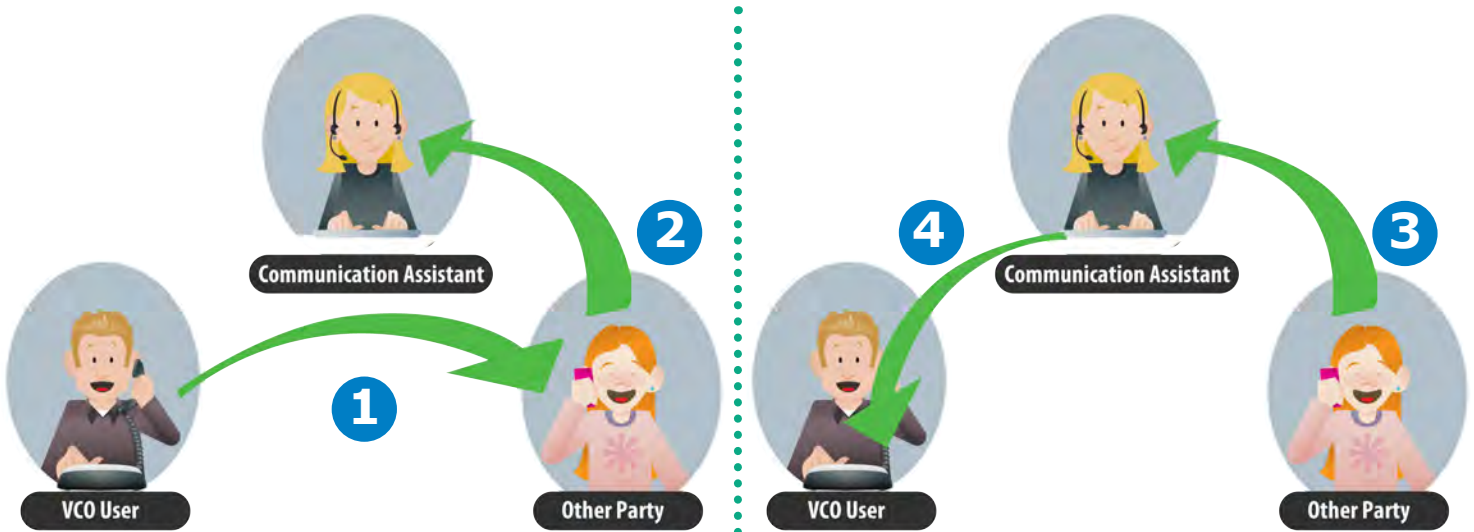 2
Communication Assistant
1
VCO User
Other Party
4
3
Communication Assistant
VCO User
Other Party